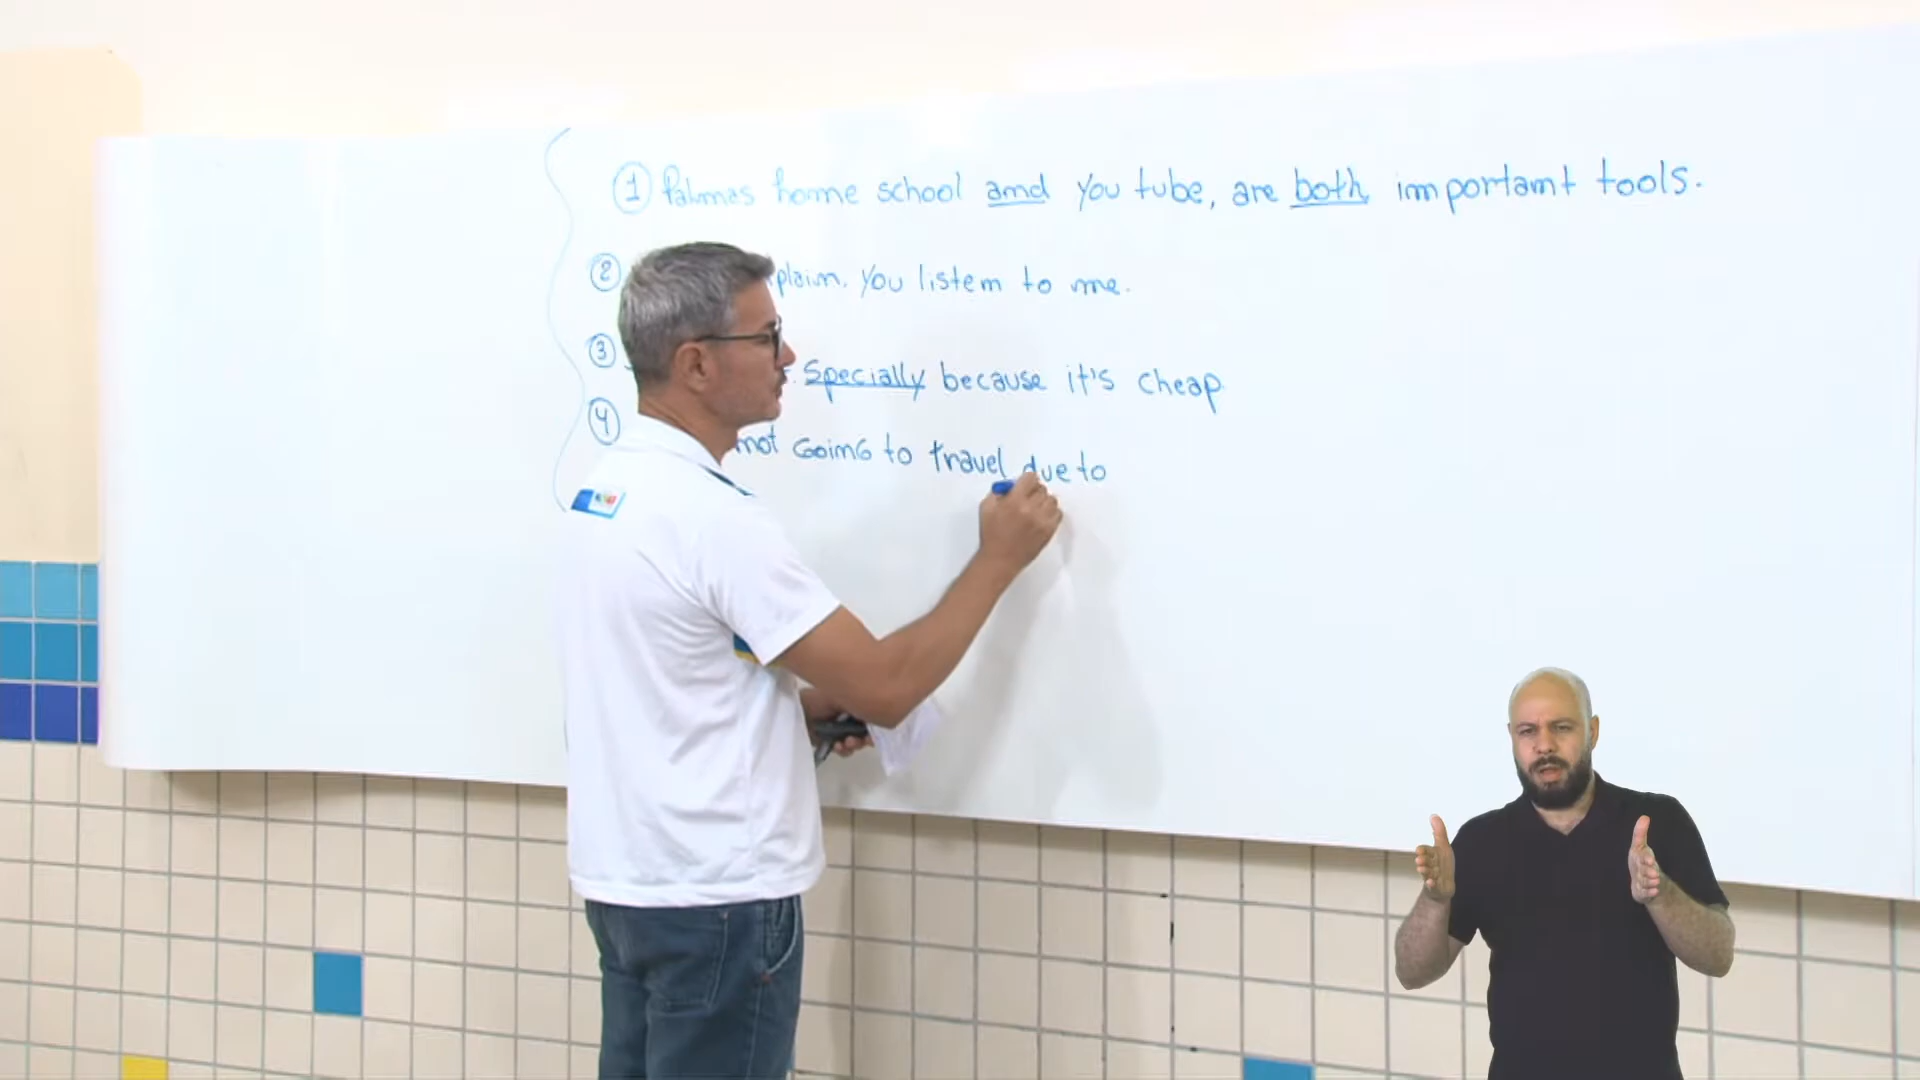 1 Palmas home school and you tube, are both important tools.
2 plain. you listen to me.
3 Specially because it's cheap.
4 not Going to travel due to